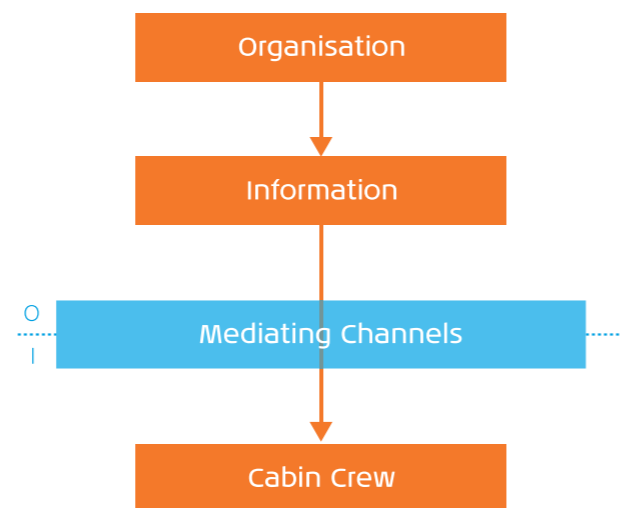 Organisation
Information
O
Mediating Channels
I
Cabin Crew